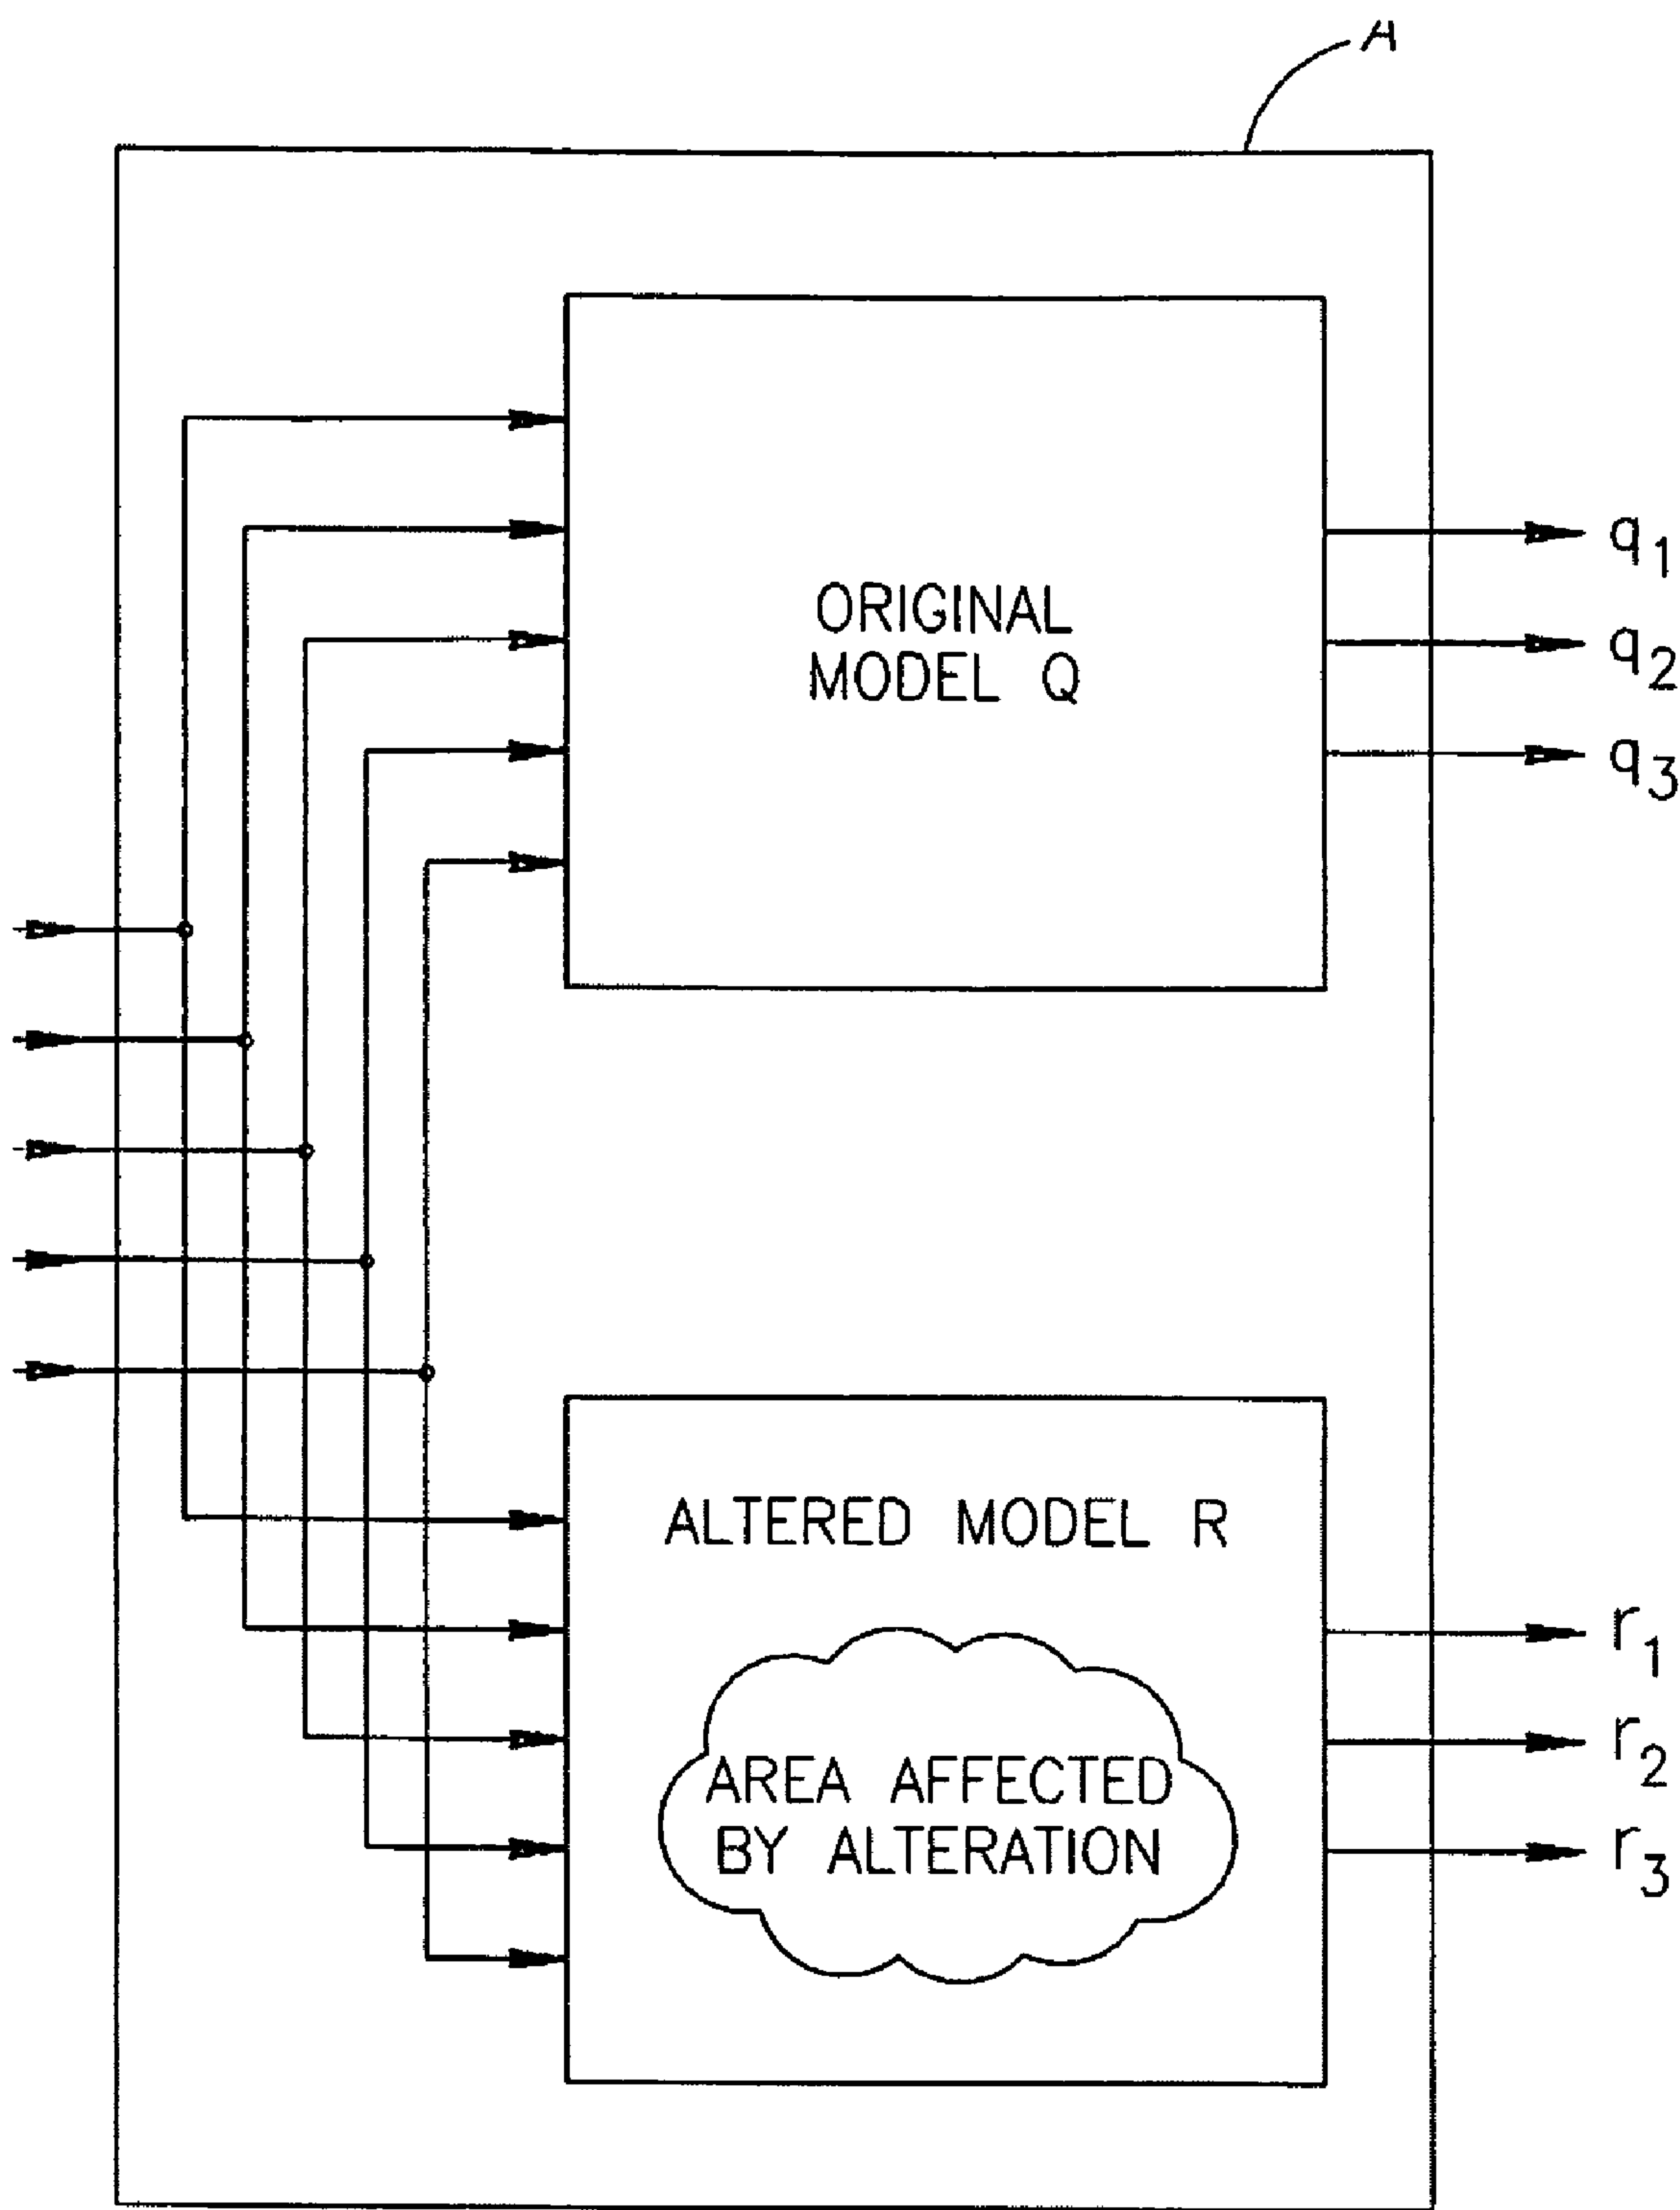 A
ORIGINAL
MODEL Q
q1
q2
q3
ALTERED MODEL R
AREA AFFECTED
BY ALTERATION
r1
r2
r3